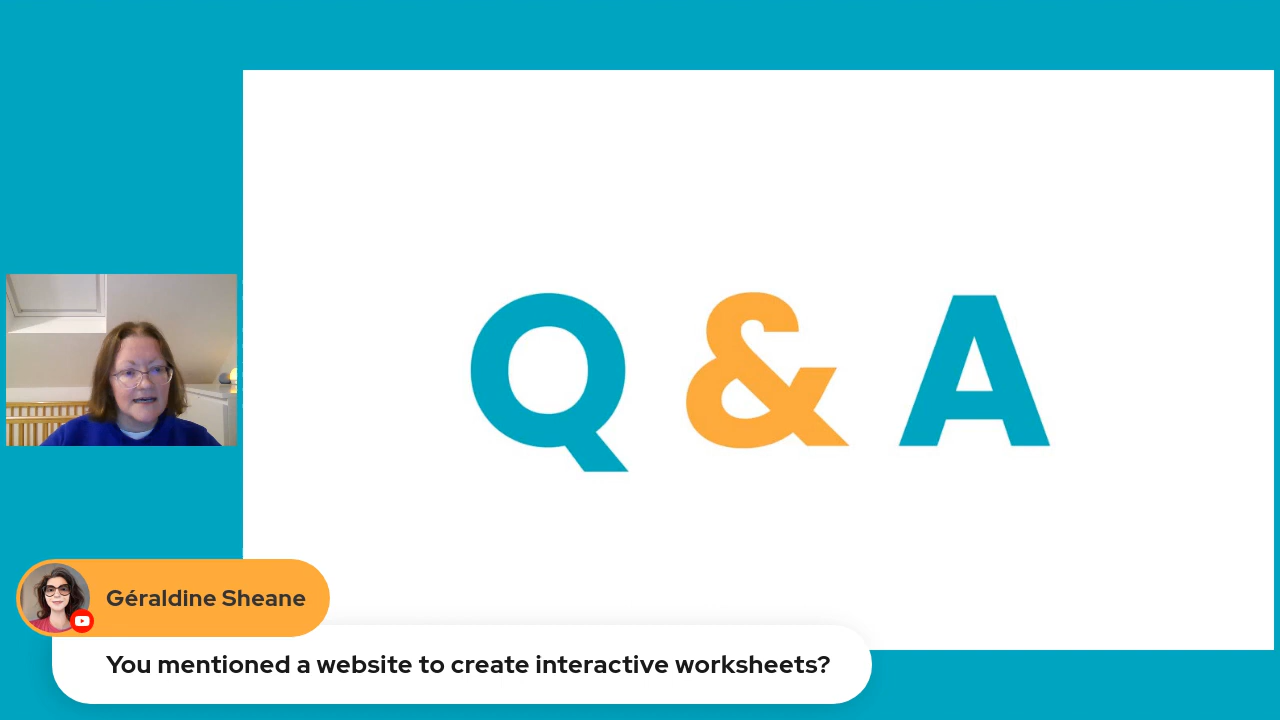 Q & A
Géraldine Sheane
You mentioned a website to create interactive worksheets?